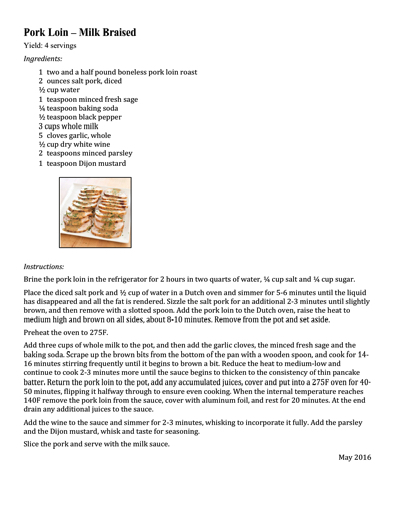 Pork Loin – Milk Braised
Yield: 4 servings
Ingredients:
1 two and a half pound boneless pork loin roast
2 ounces salt pork, diced
½ cup water
1 teaspoon minced fresh sage
¼ teaspoon baking soda
½ teaspoon black pepper
3 cups whole milk
5 cloves garlic, whole
½ cup dry white wine
2 teaspoons minced parsley
1 teaspoon Dijon mustard
Instructions:
Brine the pork loin in the refrigerator for 2 hours in two quarts of water, ¼ cup salt and ¼ cup sugar.
Place the diced salt pork and ½ cup of water in a Dutch oven and simmer for 5-6 minutes until the liquid
has disappeared and all the fat is rendered. Sizzle the salt pork for an additional 2-3 minutes until slightly
brown, and then remove with a slotted spoon. Add the pork loin to the Dutch oven, raise the heat to
medium high and brown on all sides, about 8-10 minutes. Remove from the pot and set aside.
Preheat the oven to 275F.
Add three cups of whole milk to the pot, and then add the garlic cloves, the minced fresh sage and the
baking soda. Scrape up the brown bits from the bottom of the pan with a wooden spoon, and cook for 14-
16 minutes stirring frequently until it begins to brown a bit. Reduce the heat to medium-low and
continue to cook 2-3 minutes more until the sauce begins to thicken to the consistency of thin pancake
batter. Return the pork loin to the pot, add any accumulated juices, cover and put into a 275F oven for 40-
50 minutes, flipping it halfway through to ensure even cooking. When the internal temperature reaches
140F remove the pork loin from the sauce, cover with aluminum foil, and rest for 20 minutes. At the end
drain any additional juices to the sauce.
Add the wine to the sauce and simmer for 2-3 minutes, whisking to incorporate it fully. Add the parsley
and the Dijon mustard, whisk and taste for seasoning.
Slice the pork and serve with the milk sauce.
May 2016